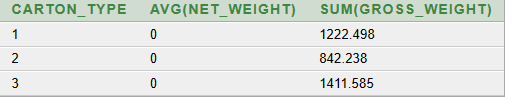 CARTON_TYPE AVG(NET_WEIGHT) SUM(GROSS_WEIGHT)
1 0 1222.498
2 0 842.238
3 0 1411.585